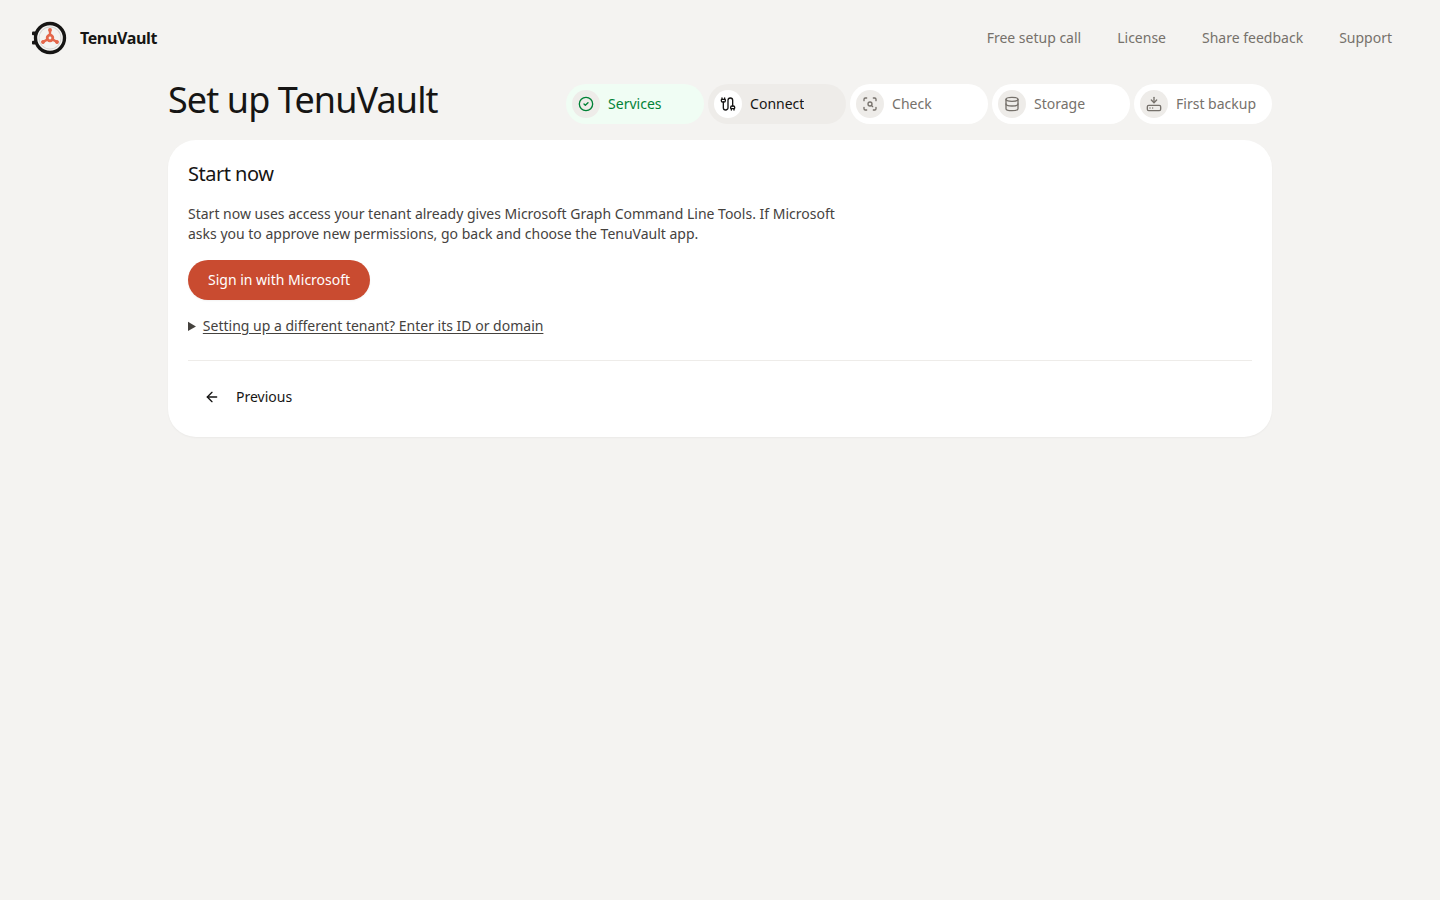 TenuVault
Free setup call
License
Share feedback
Support
Set up TenuVault
Services
Connect
Check
Storage
First backup
Start now
Start now uses access your tenant already gives Microsoft Graph Command Line Tools. If Microsoft
asks you to approve new permissions, go back and choose the TenuVault app.
Sign in with Microsoft
Setting up a different tenant? Enter its ID or domain
Previous